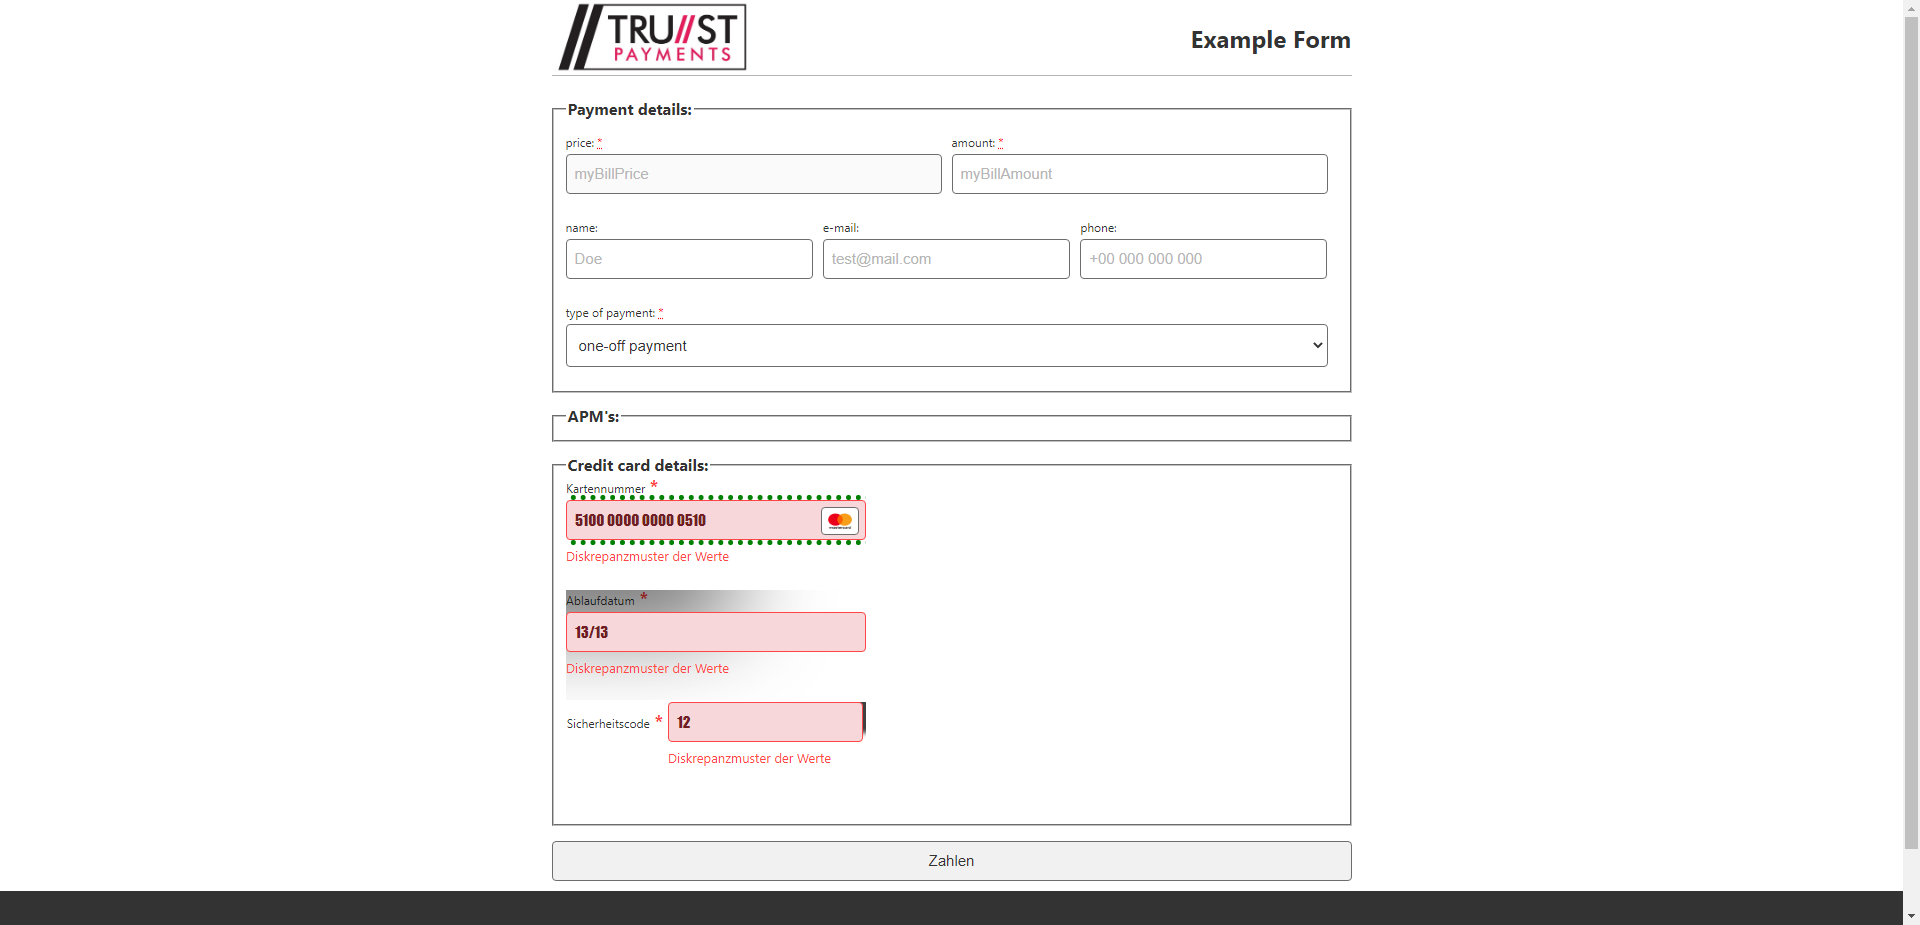 TRU//ST
PAYMENTS
Example Form
Payment details:
price: *
amount: *
myBillPrice
myBillAmount
name:
e-mail:
phone:
Doe
test@mail.com
+00 000 000 000
type of payment: *
one-off payment
APM's:
Credit card details:
Kartennummer *
5100 0000 0000 0510
mastercard
Diskrepanzmuster der Werte
Ablaufdatum *
13/13
Diskrepanzmuster der Werte
Sicherheitscode *
12
Diskrepanzmuster der Werte
Zahlen